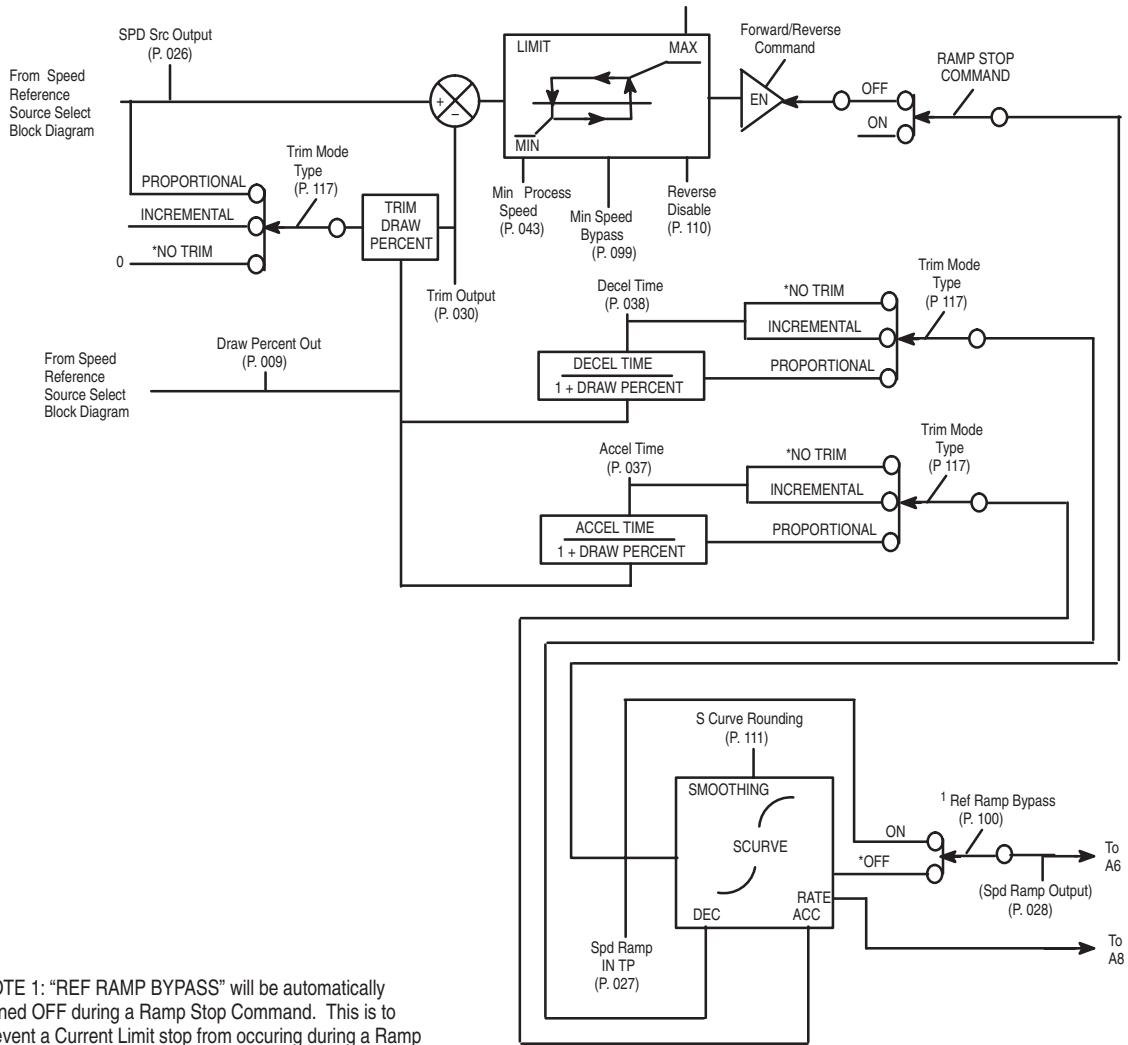 SPD Src Output
(P. 026)
From Speed
Reference
Source Select
Block Diagram
+
−
LIMIT
MAX
MIN
Forward/Reverse
Command
EN
OFF
ON
RAMP STOP
COMMAND
Trim Mode
Type
(P. 117)
PROPORTIONAL
INCREMENTAL
*NO TRIM
0
TRIM
DRAW
PERCENT
Trim Output
(P. 030)
Min Process
Speed
(P. 043)
Min Speed
Bypass
(P. 099)
Reverse
Disable
(P. 110)
Decel Time
(P. 038)
*NO TRIM
INCREMENTAL
PROPORTIONAL
Trim Mode
Type
(P 117)
DECEL TIME
1 + DRAW PERCENT
From Speed
Reference
Source Select
Block Diagram
Draw Percent Out
(P. 009)
Accel Time
(P. 037)
*NO TRIM
INCREMENTAL
PROPORTIONAL
Trim Mode
Type
(P 117)
ACCEL TIME
1 + DRAW PERCENT
S Curve Rounding
(P. 111)
SMOOTHING
SCURVE
RATE
DEC
ACC
1 Ref Ramp Bypass
(P. 100)
ON
*OFF
(Spd Ramp Output)
(P. 028)
To
A6
To
A8
Spd Ramp
IN TP
(P. 027)
OTE 1: “REF RAMP BYPASS” will be automatically
ned OFF during a Ramp Stop Command. This is to
event a Current Limit stop from occuring during a Ramp